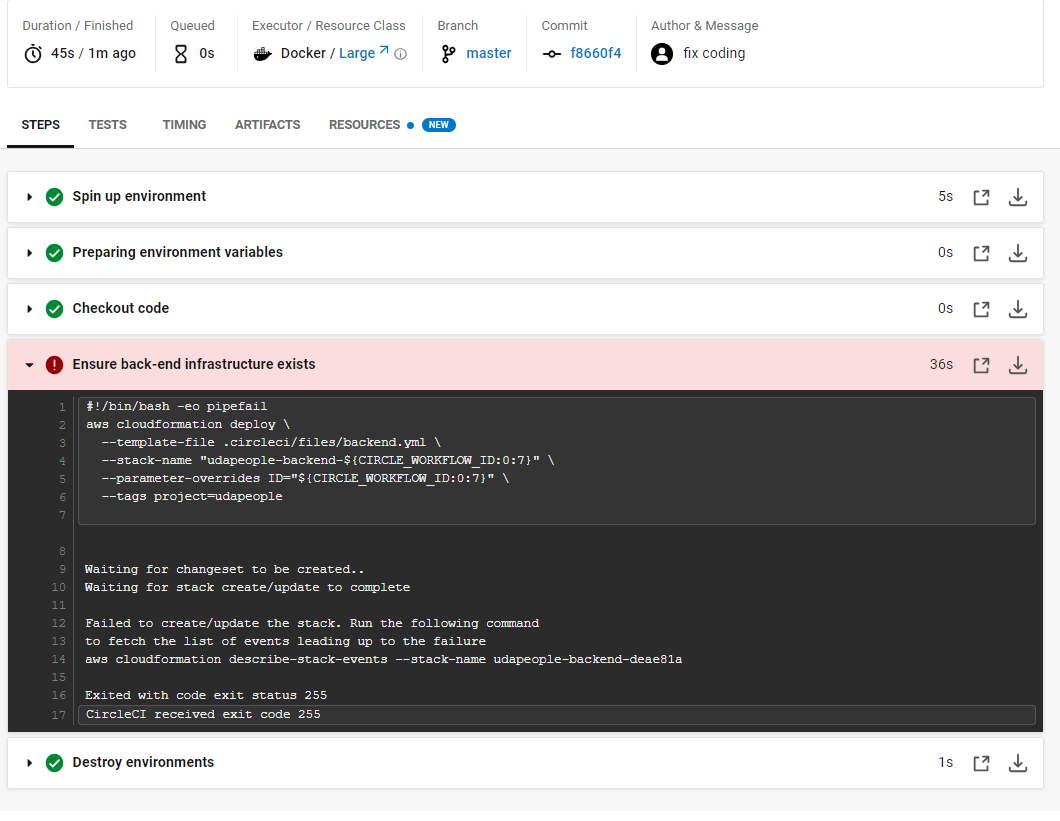 Duration / Finished
Queued
Executor / Resource Class
Branch
Commit
Author & Message
45s / 1m ago
0s
Docker / Large
master
f8660f4
fix coding
STEPS
TESTS
TIMING
ARTIFACTS
RESOURCES
NEW
Spin up environment
5s
Preparing environment variables
0s
Checkout code
0s
Ensure back-end infrastructure exists
36s
1 #!/bin/bash -eo pipefail
2 aws cloudformation deploy \
3 --template-file .circleci/files/backend.yml \
4 --stack-name "udapeople-backend-${CIRCLE_WORKFLOW_ID:0:7}" \
5 --parameter-overrides ID="${CIRCLE_WORKFLOW_ID:0:7}" \
6 --tags project=udapeople
7
8
9 Waiting for changeset to be created..
10 Waiting for stack create/update to complete
11
12 Failed to create/update the stack. Run the following command
13 to fetch the list of events leading up to the failure
14 aws cloudformation describe-stack-events --stack-name udapeople-backend-deae81a
15
16 Exited with code exit status 255
17 CircleCI received exit code 255
Destroy environments
1s